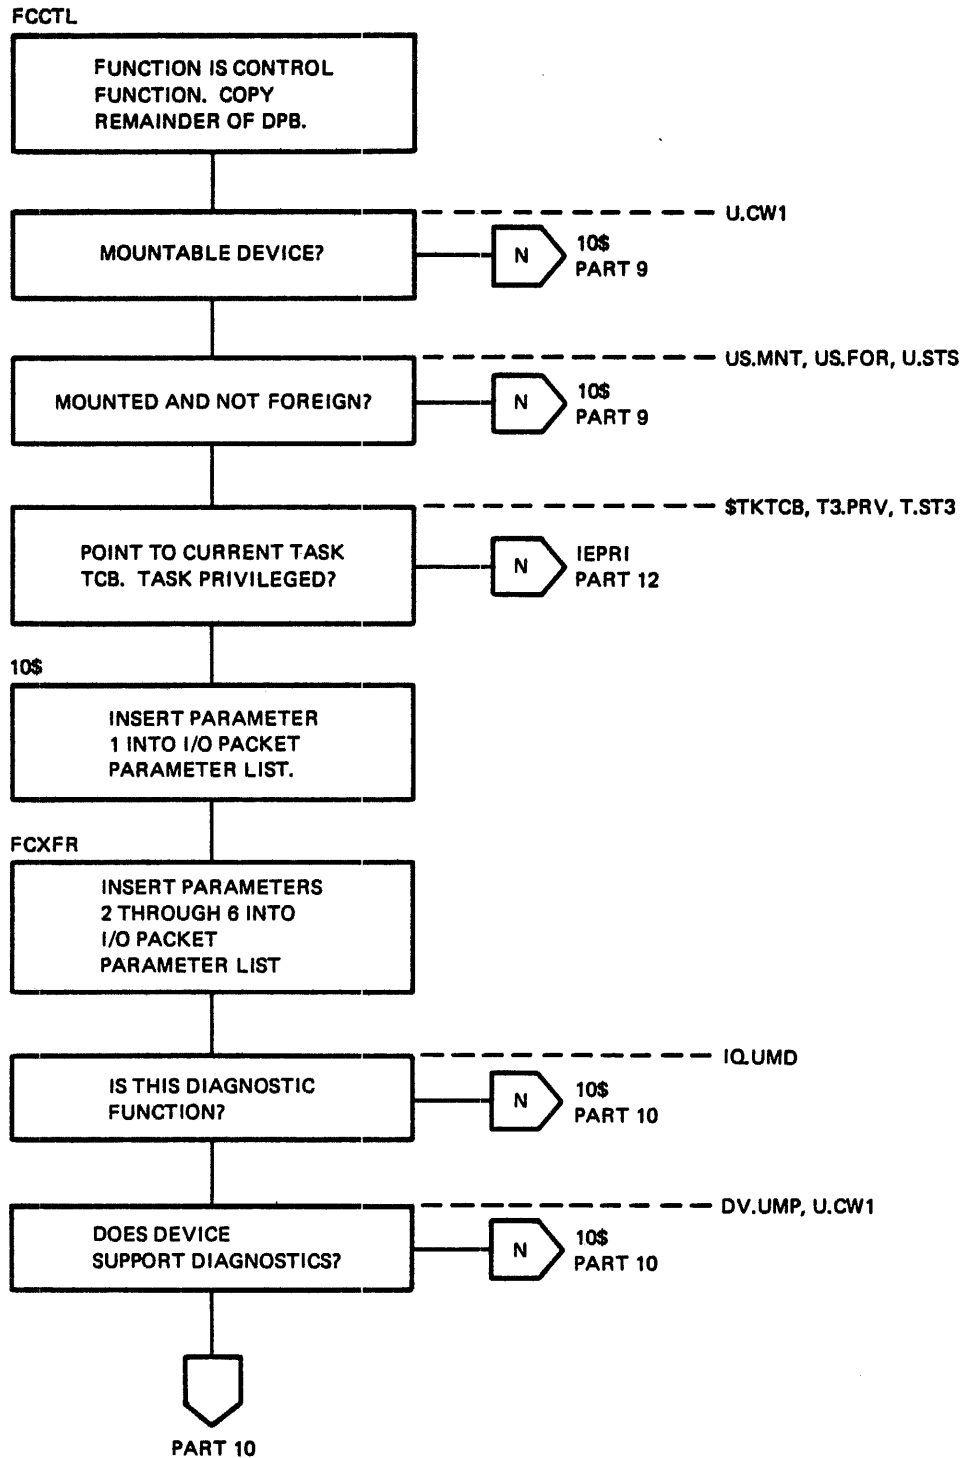 FCCTL
FUNCTION IS CONTROL
FUNCTION. COPY
REMAINDER OF DPB.
U.CW1
MOUNTABLE DEVICE?
N
10$
PART 9
US.MNT, US.FOR, U.STS
MOUNTED AND NOT FOREIGN?
N
10$
PART 9
$TKTCB, T3.PRV, T.ST3
POINT TO CURRENT TASK
TCB. TASK PRIVILEGED?
N
IEPRI
PART 12
10$
INSERT PARAMETER
1 INTO I/O PACKET
PARAMETER LIST.
FCXFR
INSERT PARAMETERS
2 THROUGH 6 INTO
I/O PACKET
PARAMETER LIST
IQ.UMD
IS THIS DIAGNOSTIC
FUNCTION?
N
10$
PART 10
DV.UMP, U.CW1
DOES DEVICE
SUPPORT DIAGNOSTICS?
N
10$
PART 10
PART 10